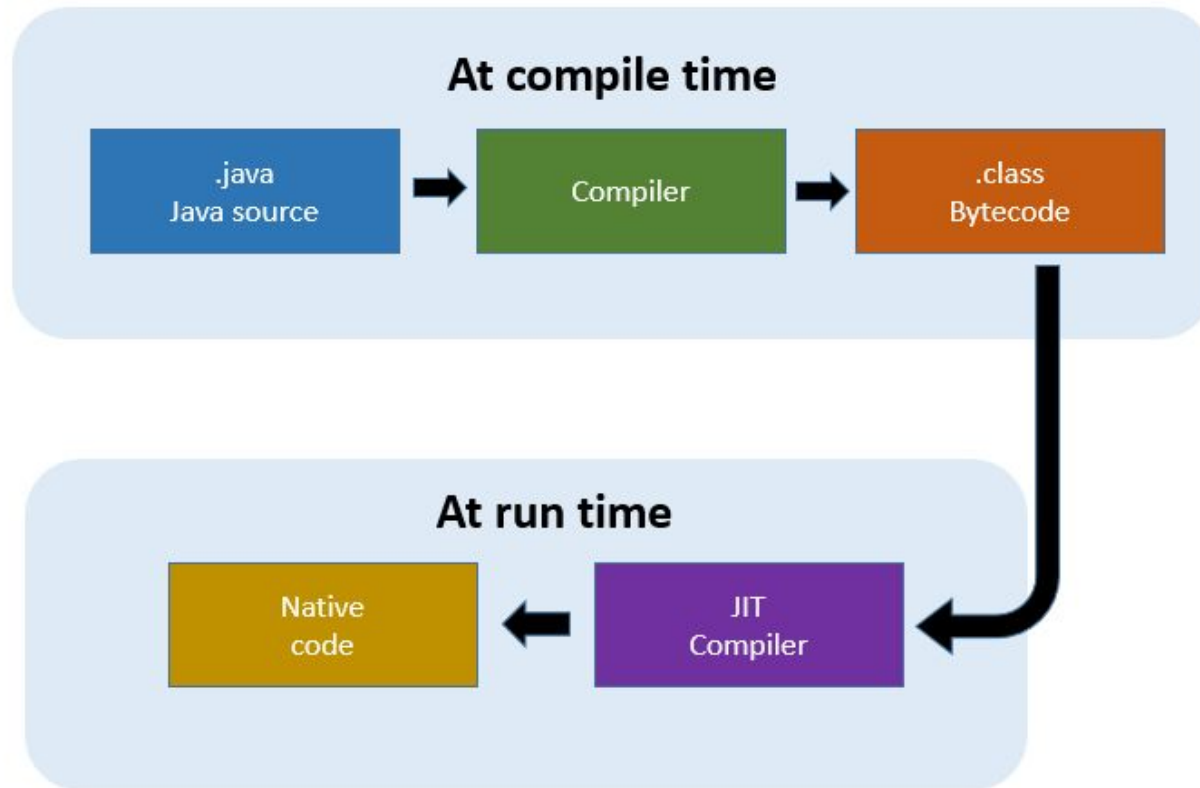 At compile time
.java
Java source
Compiler
.class
Bytecode
At run time
Native
code
JIT
Compiler